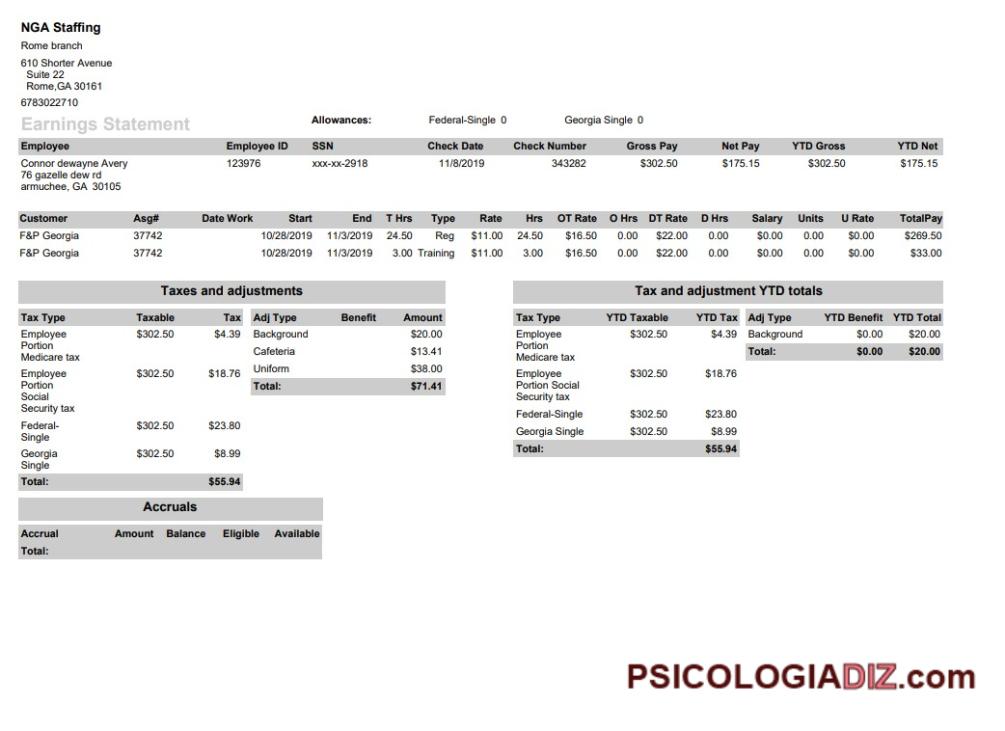 NGA Staffing
Rome branch
610 Shorter Avenue
Suite 22
Rome,GA 30161
6783022710
Earnings Statement
Allowances: Federal-Single 0 Georgia Single 0
Employee Employee ID SSN Check Date Check Number Gross Pay Net Pay YTD Gross YTD Net
Connor dewayne Avery 123976 xxx-xx-2918 11/8/2019 343282 $302.50 $175.15 $302.50 $175.15
76 gazelle dew rd
armuchee, GA 30105
Customer Asg# Date Work Start End T Hrs Type Rate Hrs OT Rate O Hrs DT Rate D Hrs Salary Units U Rate TotalPay
F&P Georgia 37742 10/28/2019 11/3/2019 24.50 Reg $11.00 24.50 $16.50 0.00 $22.00 0.00 $0.00 0.00 $0.00 $269.50
F&P Georgia 37742 10/28/2019 11/3/2019 3.00 Training $11.00 3.00 $16.50 0.00 $22.00 0.00 $0.00 0.00 $0.00 $33.00
Taxes and adjustments
Tax Type Taxable Tax
Employee $302.50 $4.39
Portion
Medicare tax
Employee $302.50 $18.76
Portion
Social
Security tax
Federal- $302.50 $23.80
Single
Georgia $302.50 $8.99
Single
Total: $55.94
Adj Type Benefit Amount
Background $20.00
Cafeteria $13.41
Uniform $38.00
Total: $71.41
Tax and adjustment YTD totals
Tax Type YTD Taxable YTD Tax
Employee $302.50 $4.39
Portion
Medicare tax
Employee $302.50 $18.76
Portion Social
Security tax
Federal-Single $302.50 $23.80
Georgia Single $302.50 $8.99
Total: $55.94
Adj Type YTD Benefit YTD Total
Background $0.00 $20.00
Total: $0.00 $20.00
Accruals
Accrual Amount Balance Eligible Available
Total:
PSICOLOGIADIZ.com